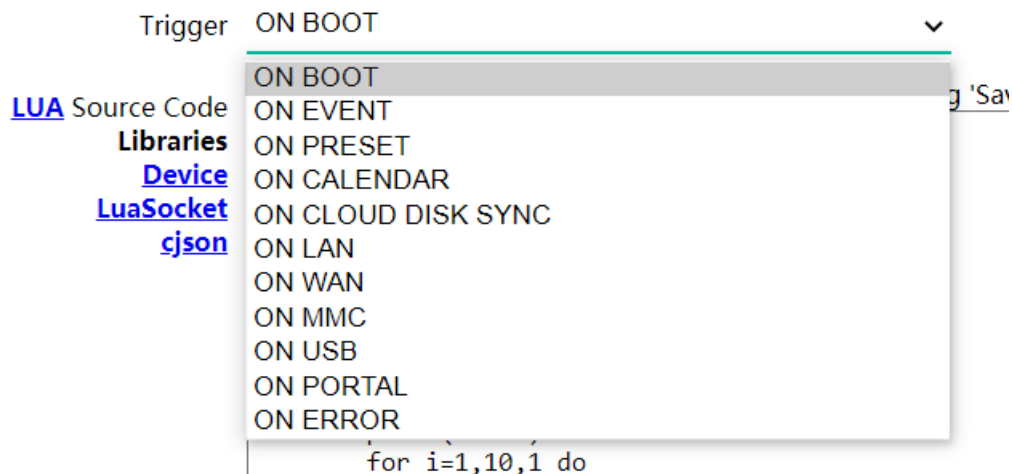 Trigger ON BOOT
ON BOOT
g 'Sav
LUA Source Code
ON EVENT
Libraries
ON PRESET
Device
ON CALENDAR
LuaSocket
ON CLOUD DISK SYNC
cjson
ON LAN
ON WAN
ON MMC
ON USB
ON PORTAL
ON ERROR
for i=1,10,1 do